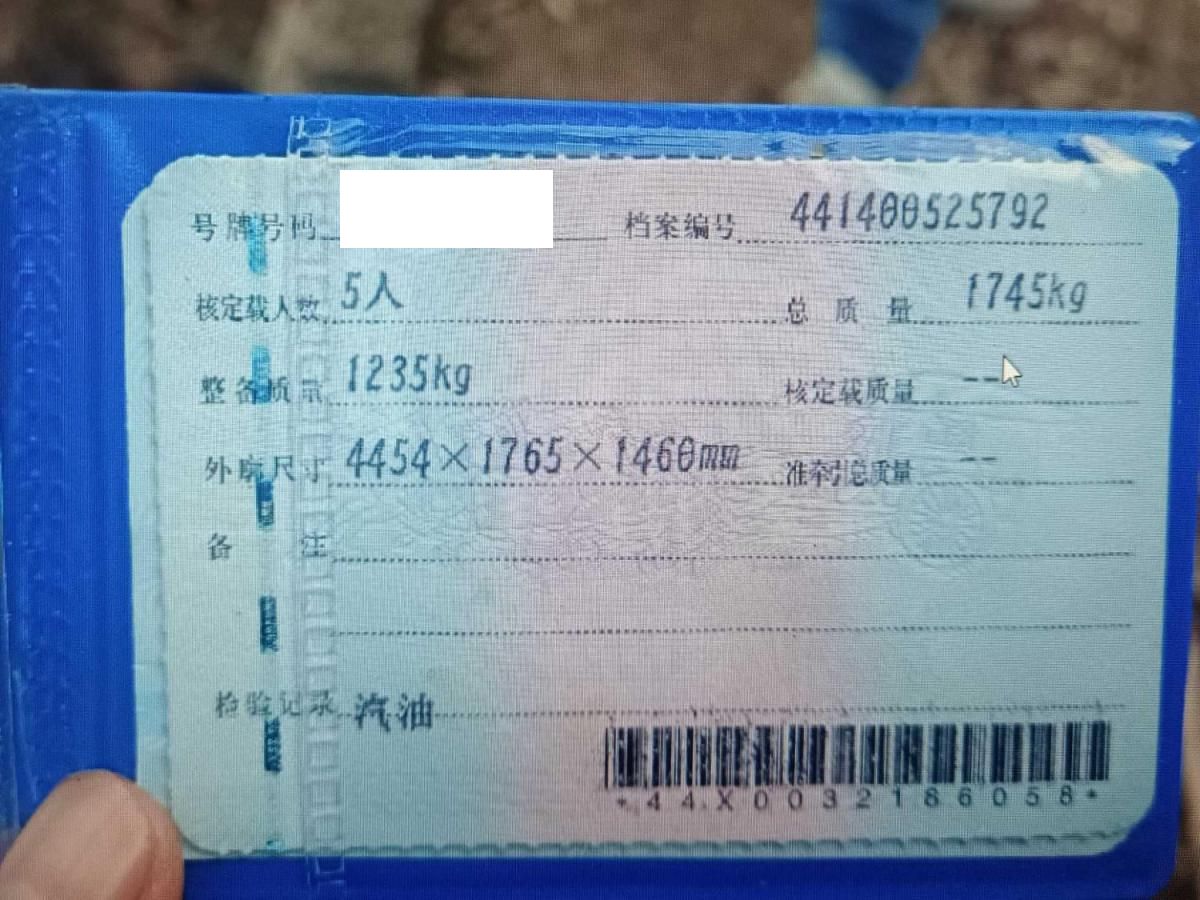 号牌号码 档案编号 441400525792
核定载人数 5人 总质量 1745kg
整备质量 1235kg 核定载质量 --
外廓尺寸 4454×1765×1460mm 准牵引总质量 --
备注
检验记录 汽油
*44X0032186058*